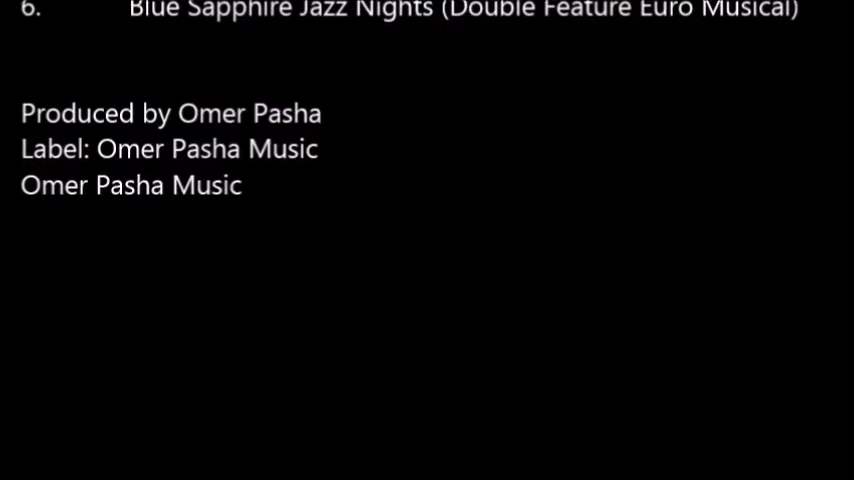 6. Blue Sapphire Jazz Nights (Double Feature Euro Musical)
Produced by Omer Pasha
Label: Omer Pasha Music
Omer Pasha Music